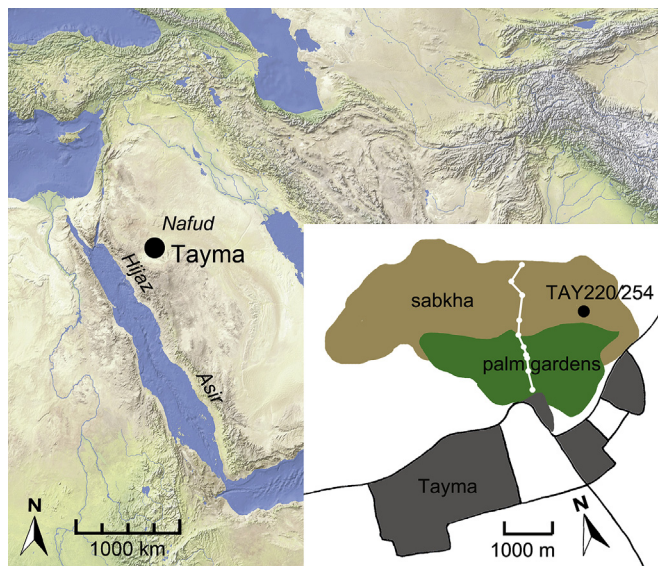 Nafud
Tayma
Hijaz
Asir
N
1000 km
sabkha
TAY220/254
palm gardens
Tayma
1000 m
N